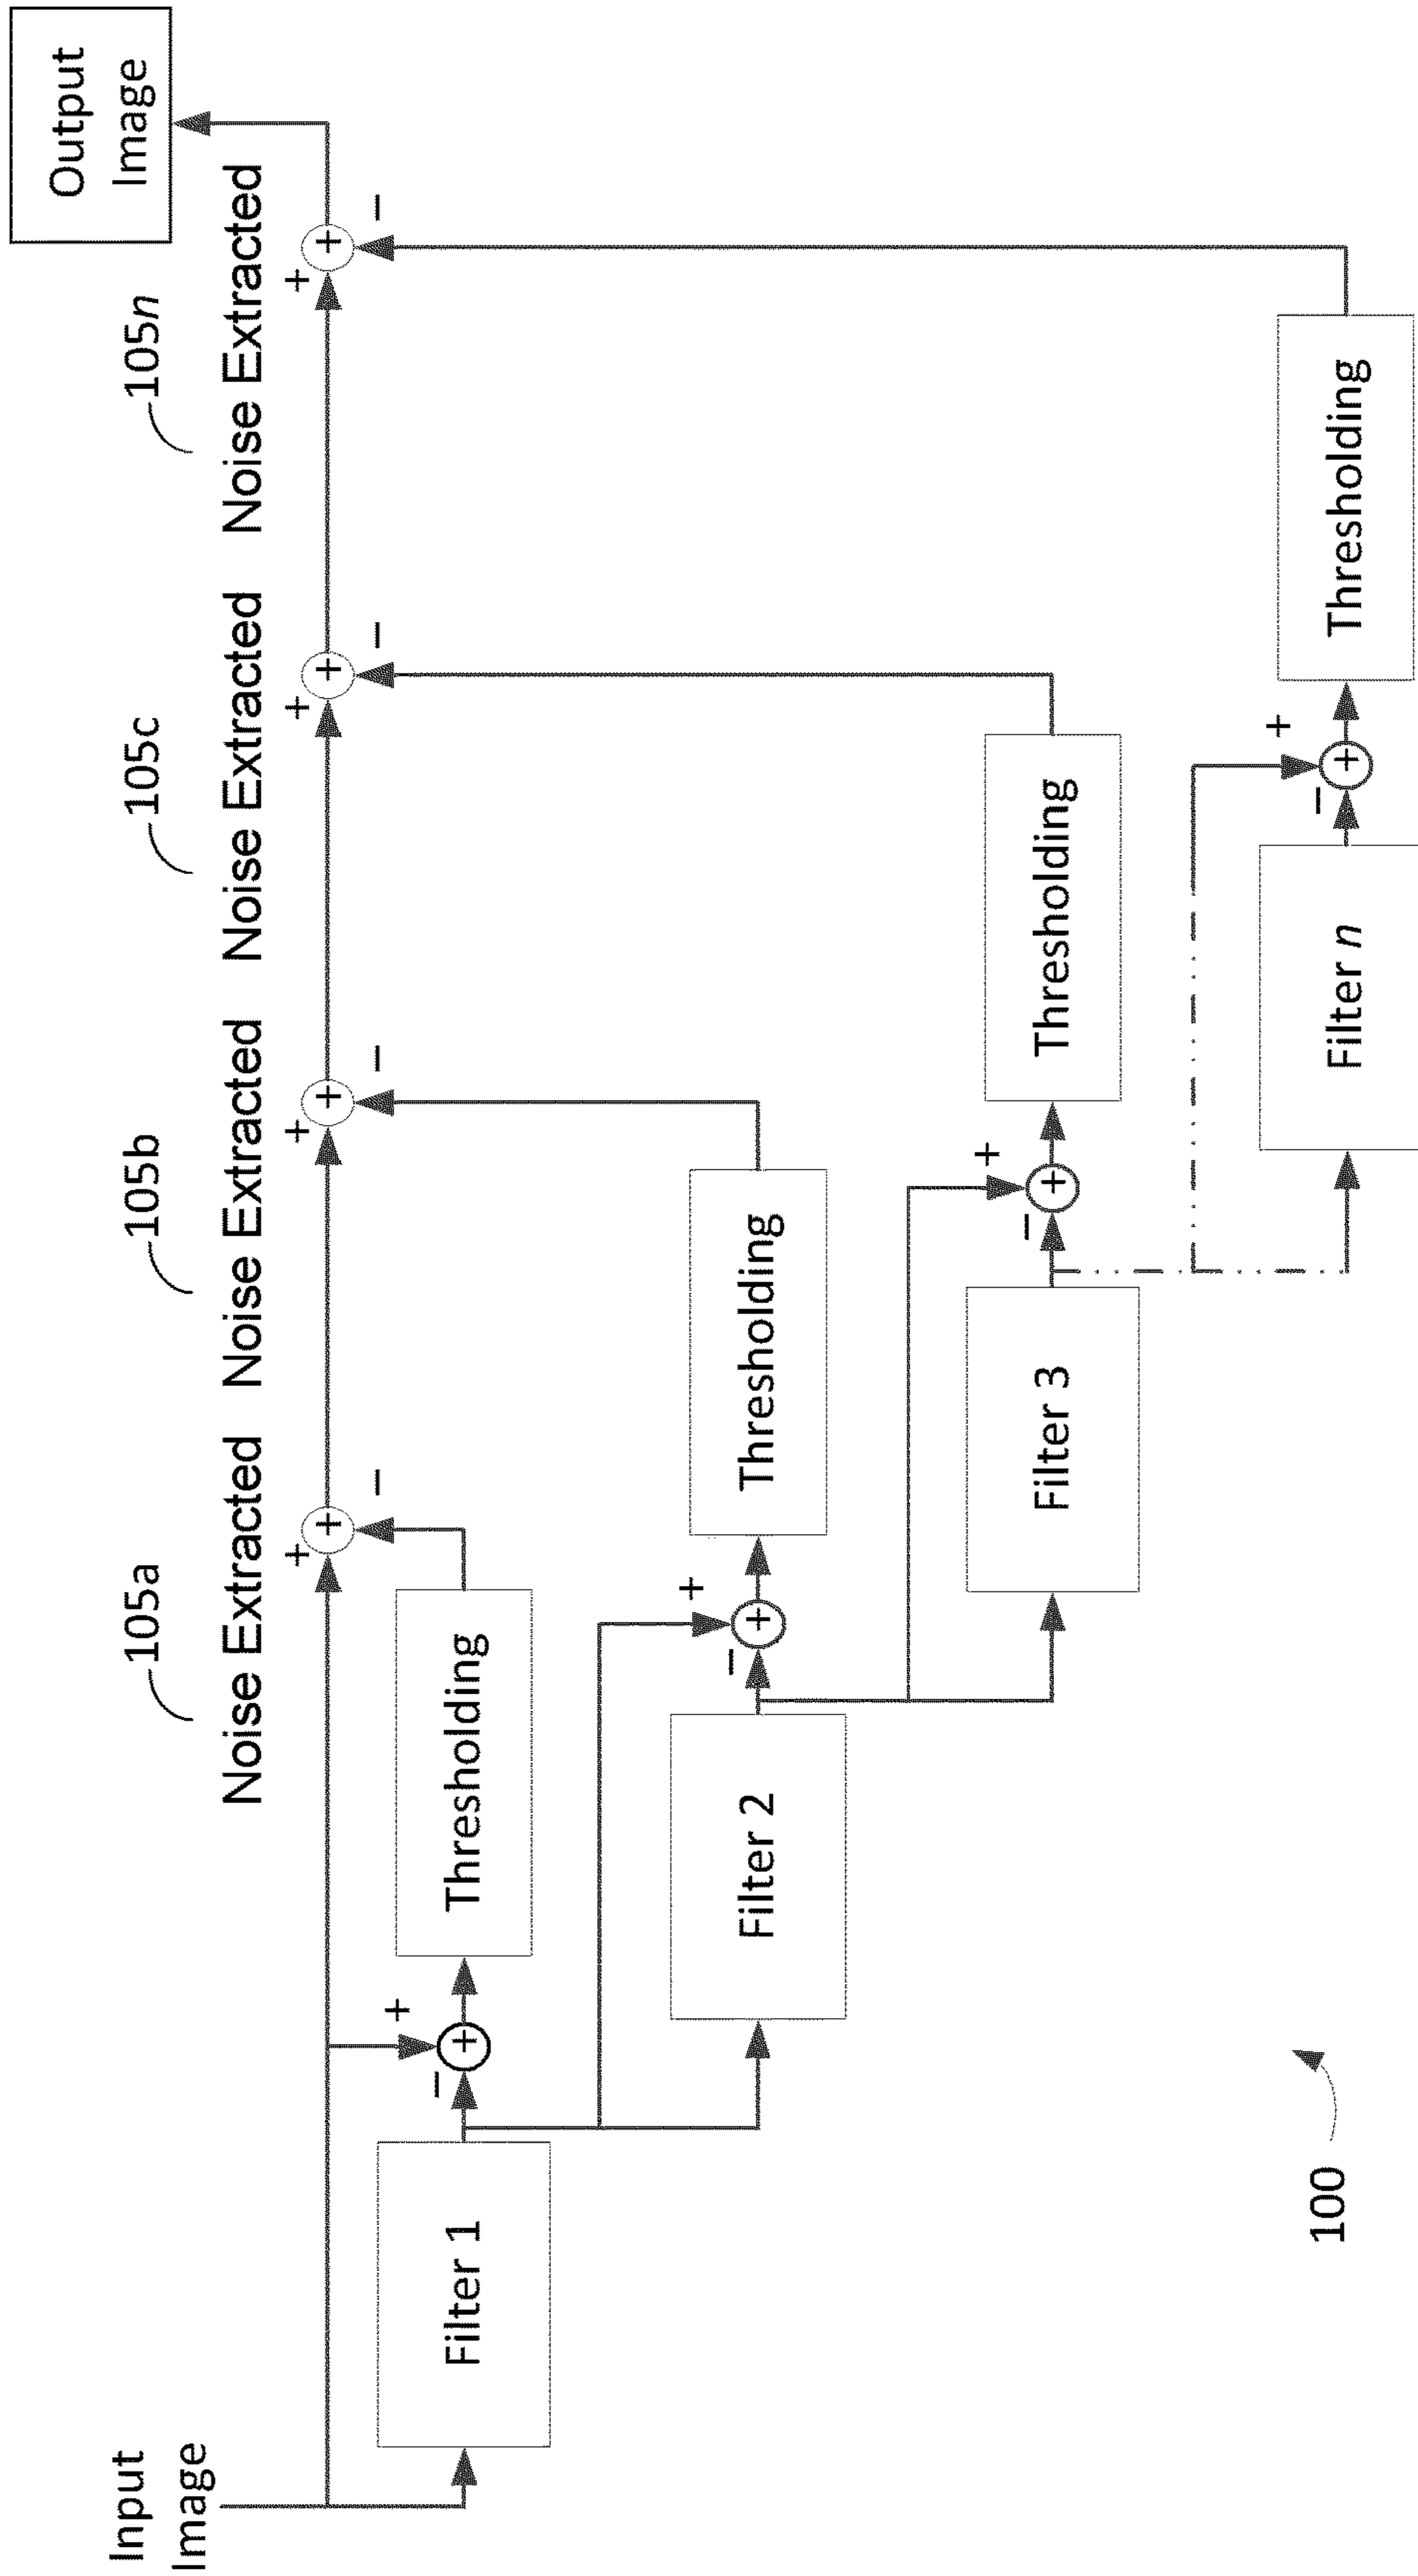 Input
Image
Output
Image
105a
105b
105c
105n
Noise Extracted
Noise Extracted
Noise Extracted
Noise Extracted
+
+
+
+
+
+
+
+
−
−
−
−
Filter 1
−
+
+
Thresholding
Filter 2
−
+
+
Thresholding
Filter 3
−
+
+
Thresholding
Filter n
−
+
+
Thresholding
100